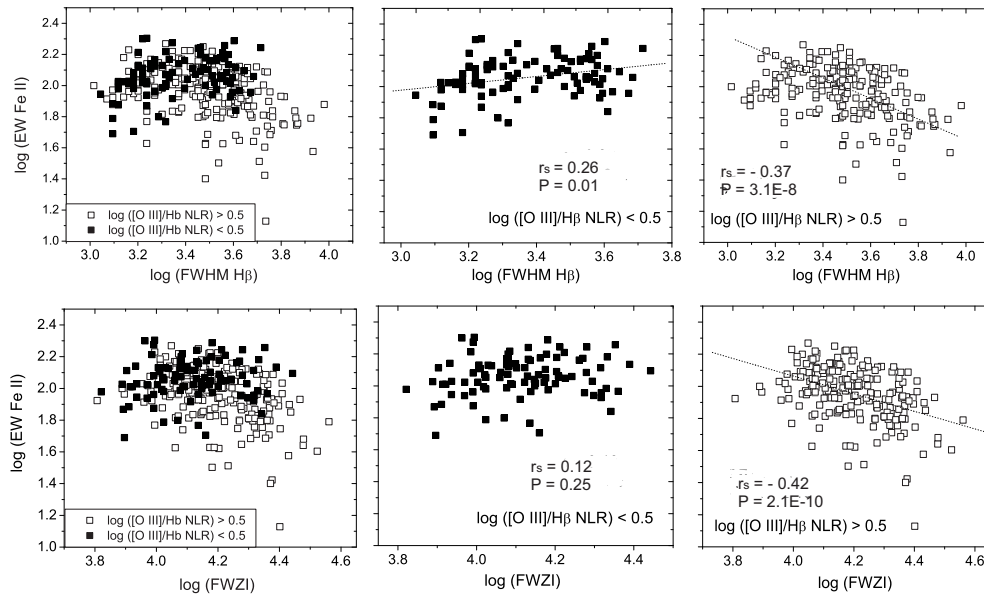 2.4
2.2
2.0
1.8
1.6
1.4
1.2
1.0
log (EW Fe II)
□ log ([O III]/Hb NLR) > 0.5
■ log ([O III]/Hb NLR) < 0.5
3.0 3.2 3.4 3.6 3.8 4.0
log (FWHM Hβ)
rs = 0.26
P = 0.01
log ([O III]/Hβ NLR) < 0.5
3.0 3.2 3.4 3.6 3.8
log (FWHM Hβ)
rs = - 0.37
P = 3.1E-8
log ([O III]/Hβ NLR) > 0.5
3.0 3.2 3.4 3.6 3.8 4.0
log (FWHM Hβ)
2.4
2.2
2.0
1.8
1.6
1.4
1.2
1.0
log (EW Fe II)
□ log ([O III]/Hb NLR) > 0.5
■ log ([O III]/Hb NLR) < 0.5
3.8 4.0 4.2 4.4 4.6
log (FWZI)
rs = 0.12
P = 0.25
log ([O III]/Hβ NLR) < 0.5
4.0 4.2 4.4
log (FWZI)
rs = - 0.42
P = 2.1E-10
log ([O III]/Hβ NLR) > 0.5
3.8 4.0 4.2 4.4 4.6
log (FWZI)